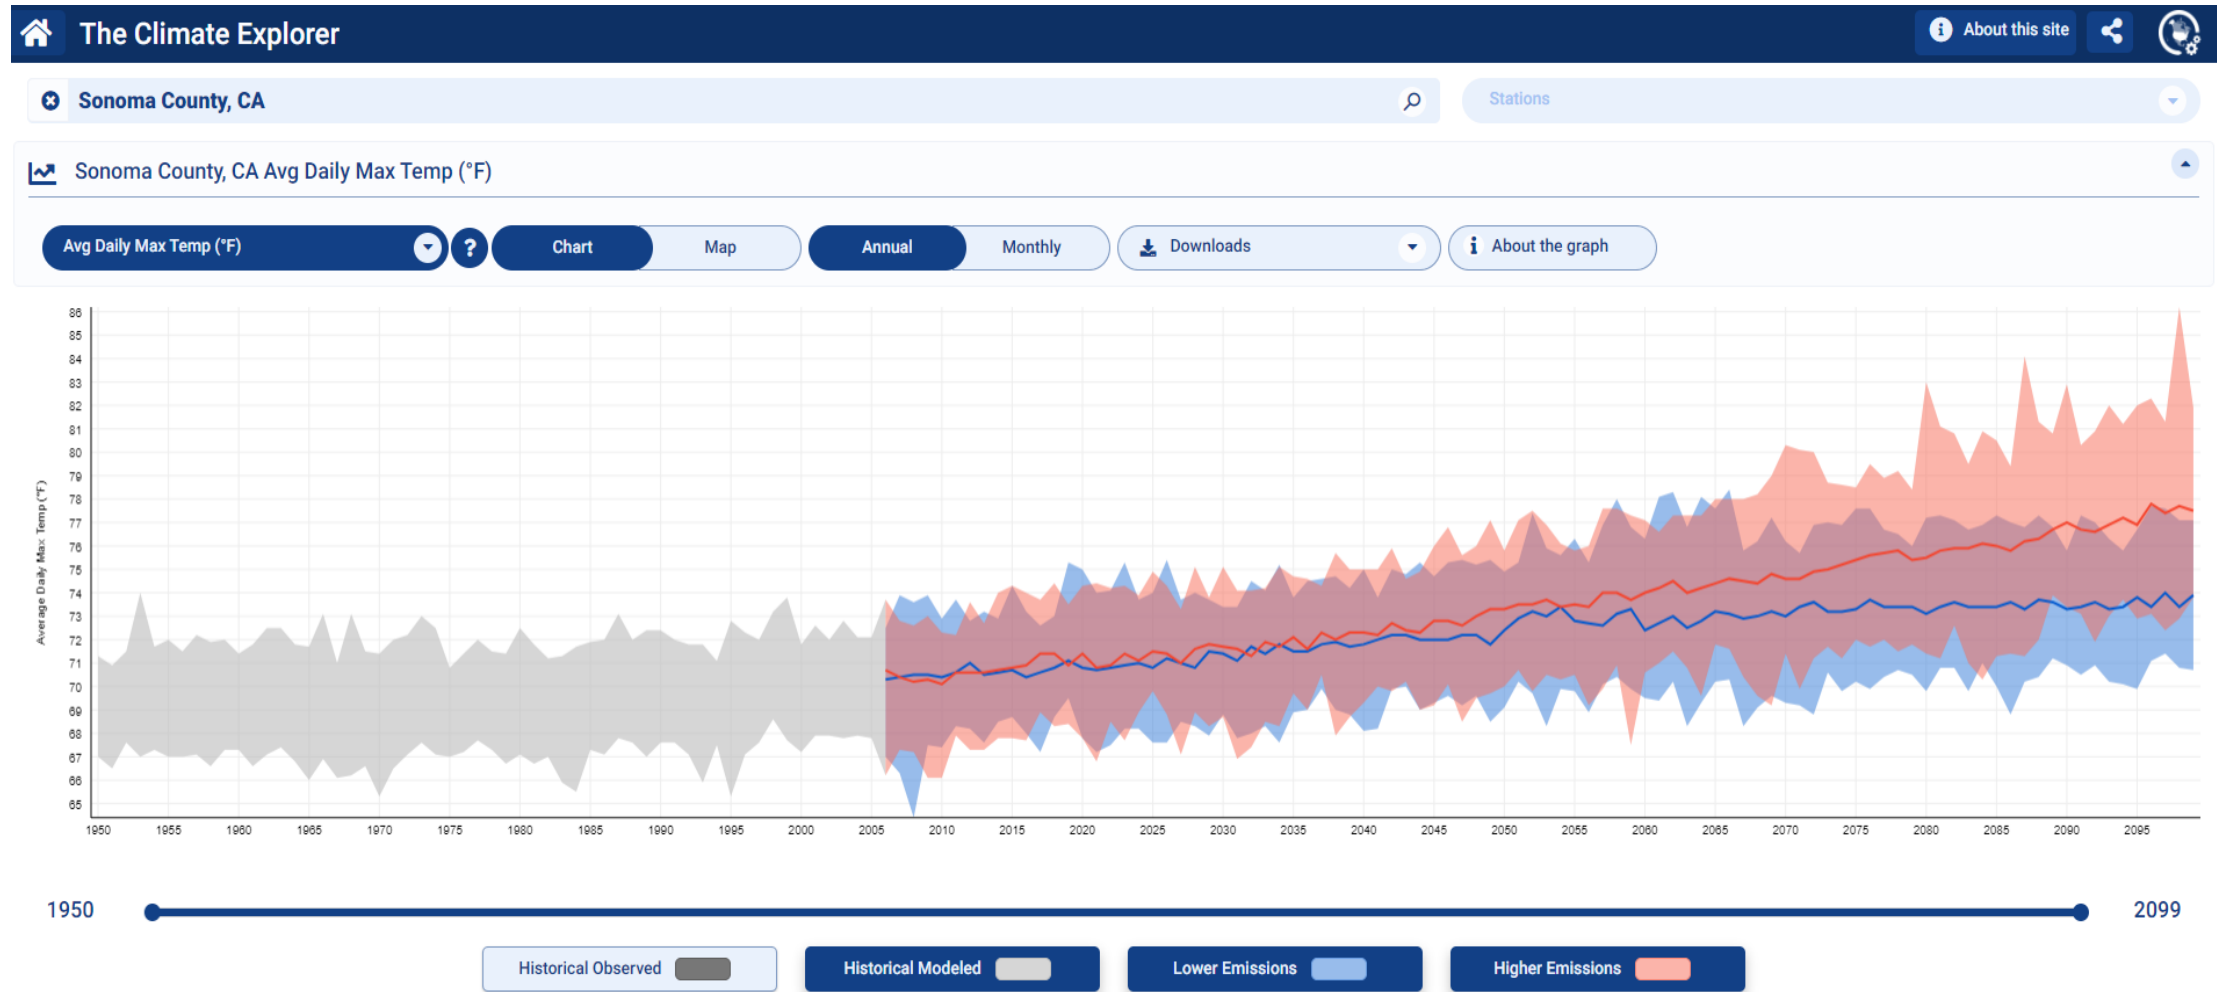 The Climate Explorer
About this site
Sonoma County, CA
Stations
Sonoma County, CA Avg Daily Max Temp (°F)
Avg Daily Max Temp (°F)
?
Chart
Map
Annual
Monthly
Downloads
About the graph
Average Daily Max Temp (°F)
86
85
84
83
82
81
80
79
78
77
76
75
74
73
72
71
70
69
68
67
66
65
1950 1955 1960 1965 1970 1975 1980 1985 1990 1995 2000 2005 2010 2015 2020 2025 2030 2035 2040 2045 2050 2055 2060 2065 2070 2075 2080 2085 2090 2095
1950
2099
Historical Observed
Historical Modeled
Lower Emissions
Higher Emissions